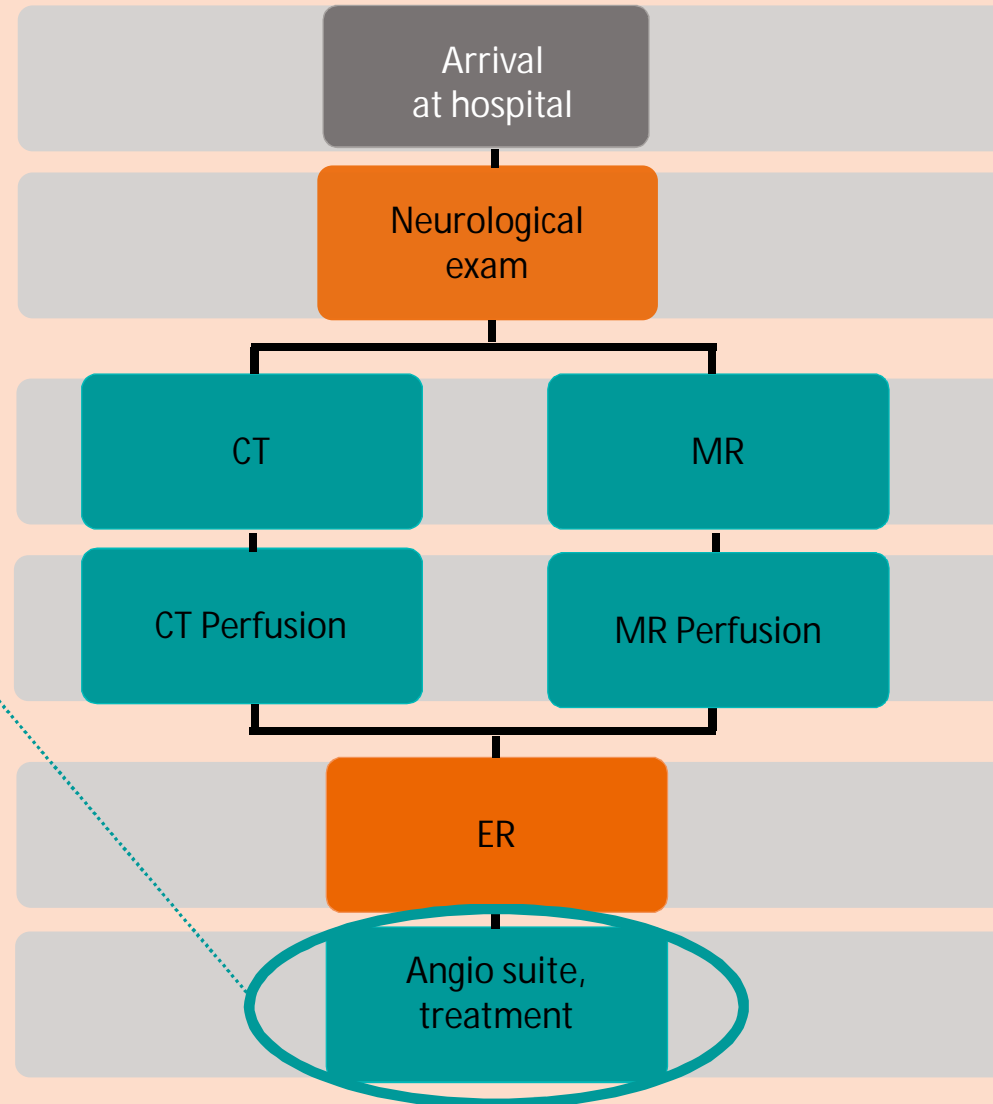 Arrival
at hospital
Neurological
exam
CT
MR
CT Perfusion
MR Perfusion
ER
Angio suite,
treatment